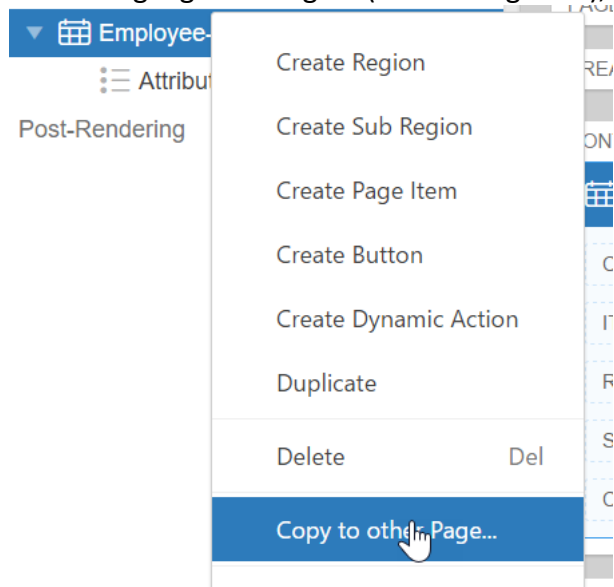 Employee-
Attribu
Post-Rendering
Create Region
Create Sub Region
Create Page Item
Create Button
Create Dynamic Action
Duplicate
Delete Del
Copy to other Page...